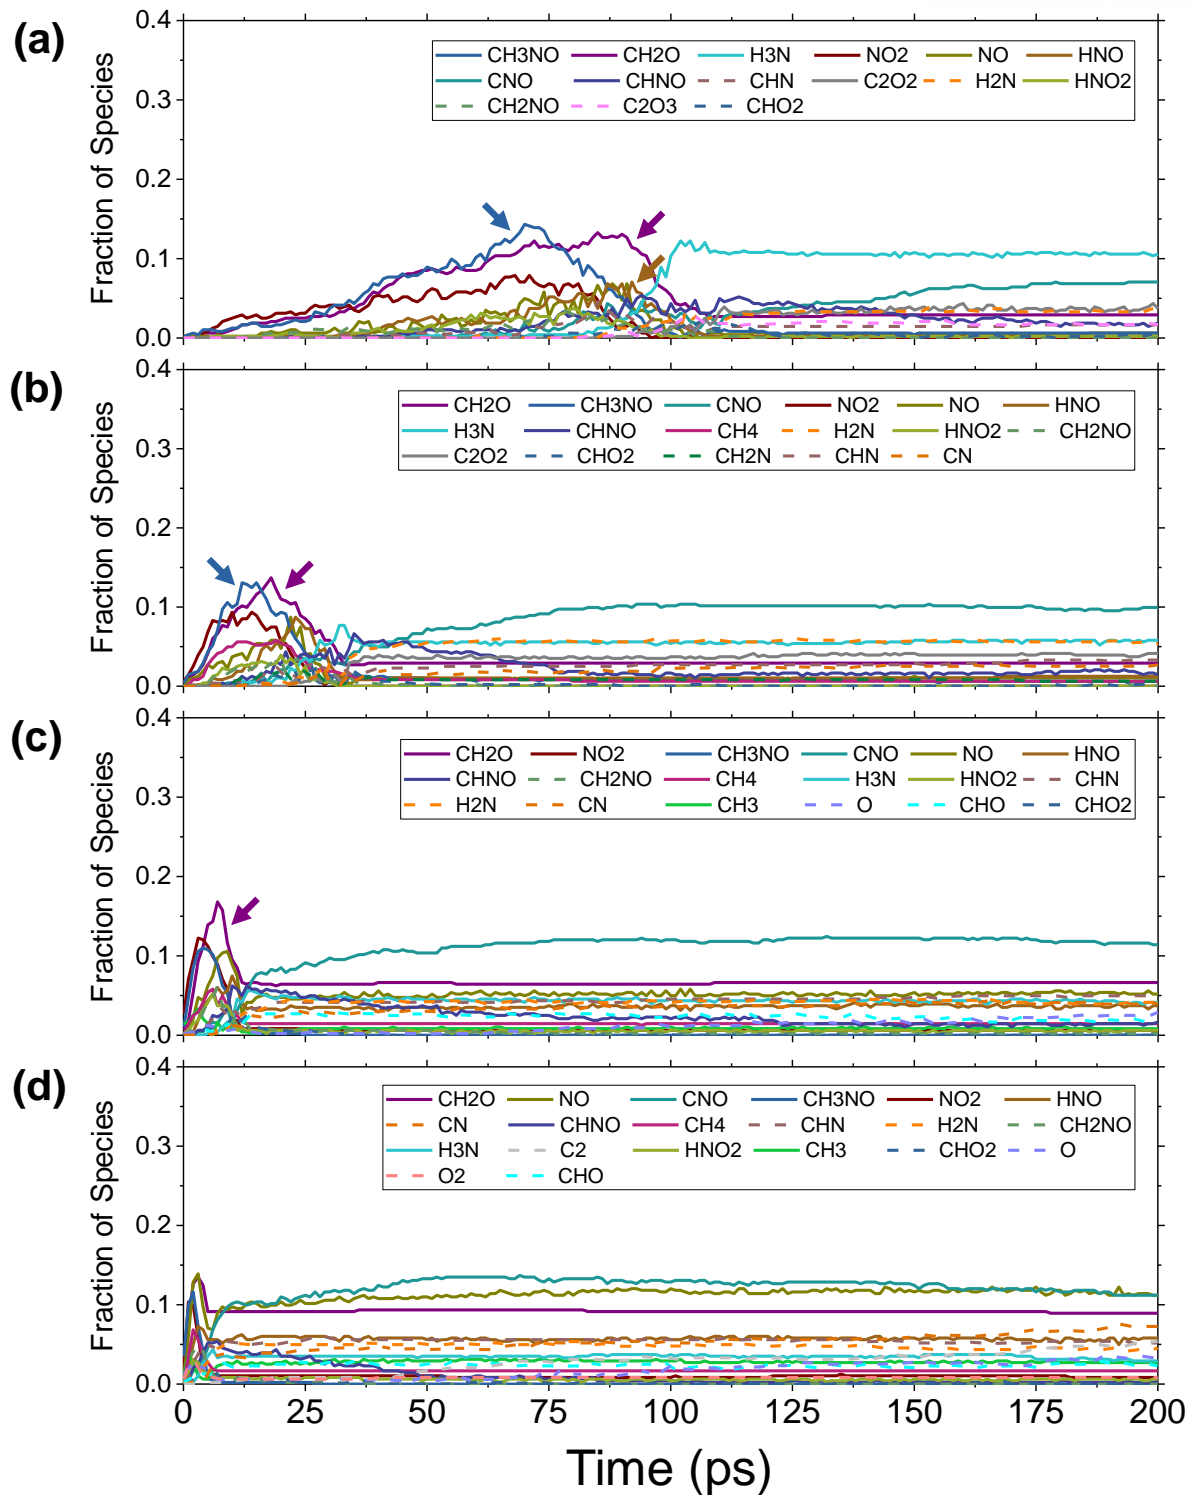 (a)
0.4
0.3
0.2
0.1
0.0
Fraction of Species
CH3NO CH2O H3N NO2 NO HNO
CNO CHNO CHN C2O2 H2N HNO2
CH2NO C2O3 CHO2
(b)
0.4
0.3
0.2
0.1
0.0
Fraction of Species
CH2O CH3NO CNO NO2 NO HNO
H3N CHNO CH4 H2N HNO2 CH2NO
C2O2 CHO2 CH2N CHN CN
(c)
0.4
0.3
0.2
0.1
0.0
Fraction of Species
CH2O NO2 CH3NO CNO NO HNO
CHNO CH2NO CH4 H3N HNO2 CHN
H2N CN CH3 O CHO CHO2
(d)
0.4
0.3
0.2
0.1
0.0
Fraction of Species
CH2O NO CNO CH3NO NO2 HNO
CN CHNO CH4 CHN H2N CH2NO
H3N C2 HNO2 CH3 CHO2 O
O2 CHO
0 25 50 75 100 125 150 175 200
Time (ps)